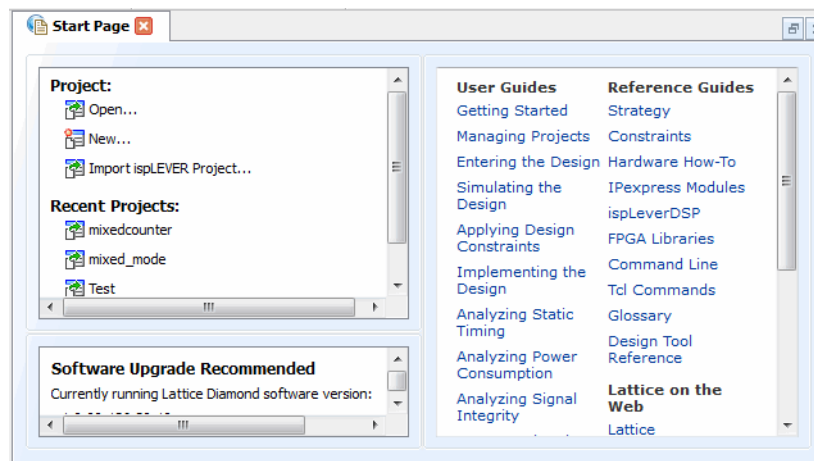 Start Page
Project:
Open...
New...
Import ispLEVER Project...
Recent Projects:
mixedcounter
mixed_mode
Test
Software Upgrade Recommended
Currently running Lattice Diamond software version:
User Guides
Getting Started
Managing Projects
Entering the Design
Simulating the
Design
Applying Design
Constraints
Implementing the
Design
Analyzing Static
Timing
Analyzing Power
Consumption
Analyzing Signal
Integrity
Reference Guides
Strategy
Constraints
Hardware How-To
IPexpress Modules
ispLeverDSP
FPGA Libraries
Command Line
Tcl Commands
Glossary
Design Tool
Reference
Lattice on the
Web
Lattice